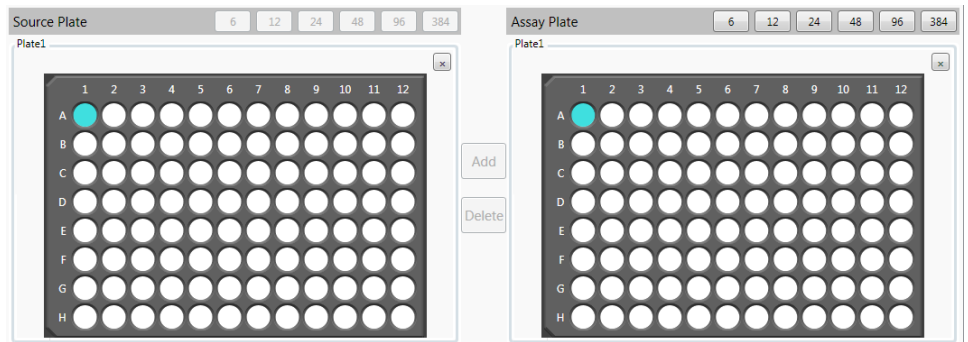 Source Plate 6 12 24 48 96 384
Plate1
×
1 2 3 4 5 6 7 8 9 10 11 12
A
B
C
D
E
F
G
H
Add
Delete
Assay Plate 6 12 24 48 96 384
Plate1
×
1 2 3 4 5 6 7 8 9 10 11 12
A
B
C
D
E
F
G
H